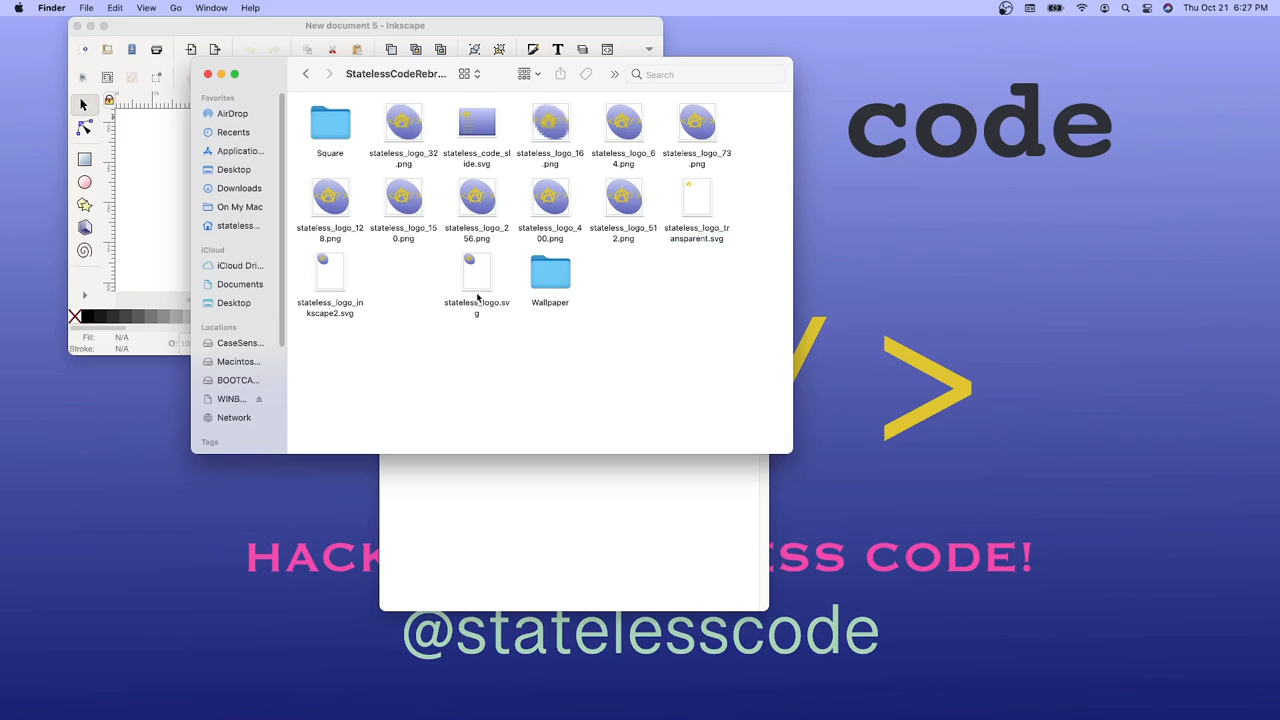 Finder File Edit View Go Window Help
Thu Oct 21 6:27 PM
New document 5 - Inkscape
StatelessCodeRebr...
Search
Favorites
AirDrop
Recents
Applicatio...
Desktop
Downloads
On My Mac
stateless...
iCloud
iCloud Dri...
Documents
Desktop
Locations
CaseSens...
Macintos...
BOOTCA...
WINB...
Network
Tags
Square
stateless_logo_32
.png
stateless_code_sl
ide.svg
stateless_logo_16
.png
stateless_logo_6
4.png
stateless_logo_73
.png
stateless_logo_12
8.png
stateless_logo_15
0.png
stateless_logo_2
56.png
stateless_logo_4
00.png
stateless_logo_51
2.png
stateless_logo_tr
ansparent.svg
stateless_logo_in
kscape2.svg
stateless_logo.sv
g
Wallpaper
Fill: N/A
Stroke: N/A
O:
code
/ >
HACK
ESS CODE!
@statelesscode